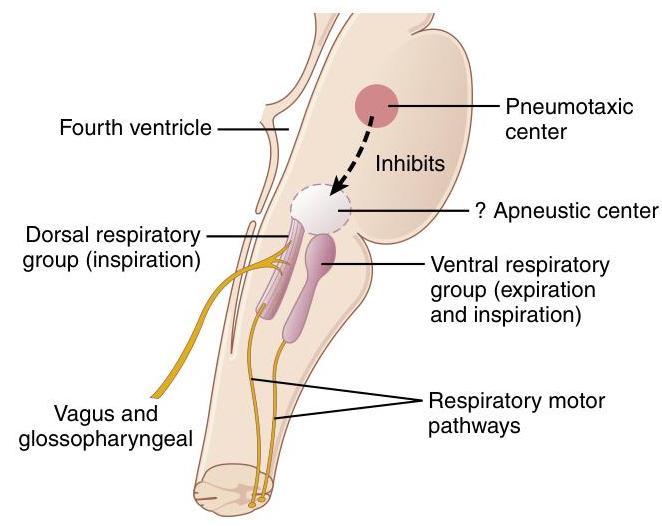 Fourth ventricle
Pneumotaxic
center
Inhibits
? Apneustic center
Dorsal respiratory
group (inspiration)
Ventral respiratory
group (expiration
and inspiration)
Vagus and
glossopharyngeal
Respiratory motor
pathways